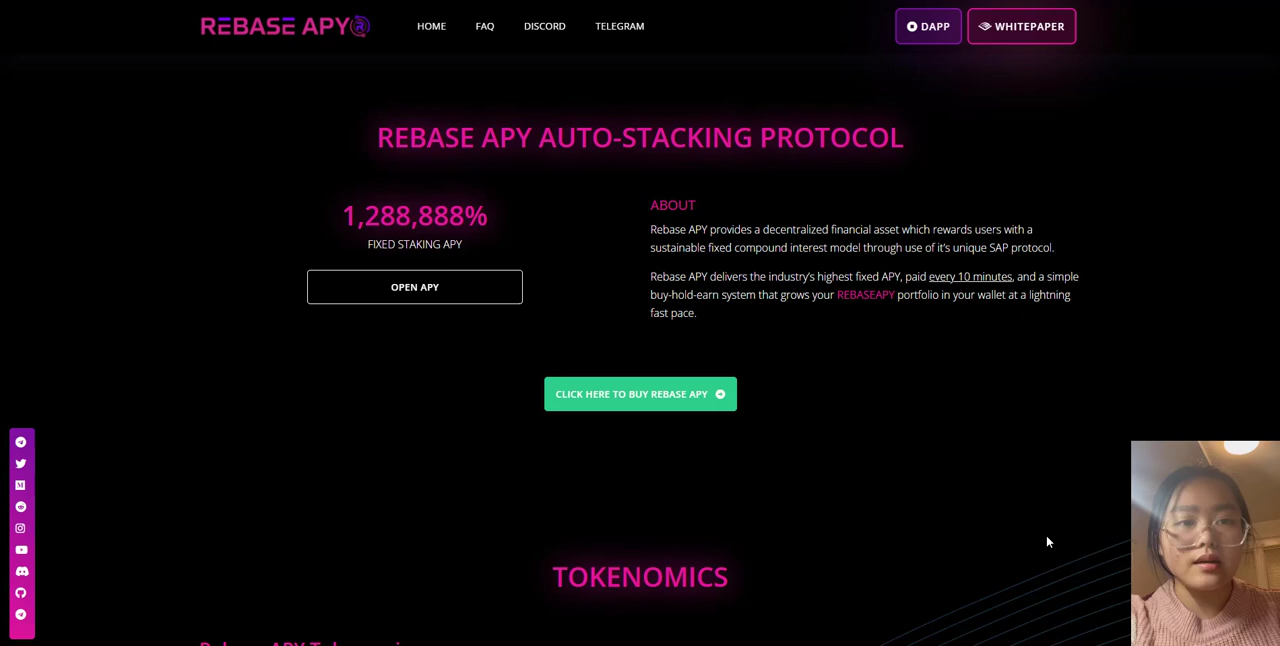 REBASE APY
HOME
FAQ
DISCORD
TELEGRAM
DAPP
WHITEPAPER
REBASE APY AUTO-STACKING PROTOCOL
1,288,888%
FIXED STAKING APY
OPEN APY
ABOUT
Rebase APY provides a decentralized financial asset which rewards users with a
sustainable fixed compound interest model through use of it's unique SAP protocol.
Rebase APY delivers the industry's highest fixed APY, paid every 10 minutes, and a simple
buy-hold-earn system that grows your REBASEAPY portfolio in your wallet at a lightning
fast pace.
CLICK HERE TO BUY REBASE APY
TOKENOMICS